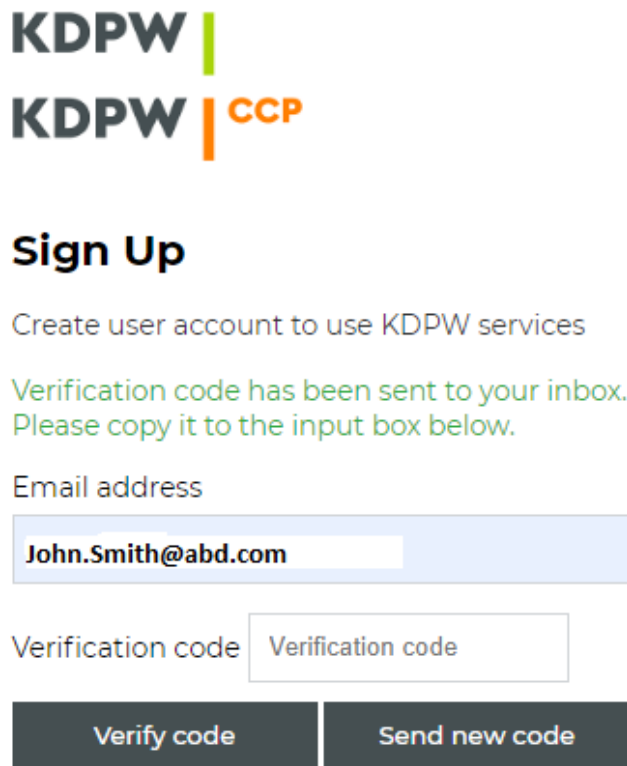 KDPW
KDPW CCP
Sign Up
Create user account to use KDPW services
Verification code has been sent to your inbox.
Please copy it to the input box below.
Email address
John.Smith@abd.com
Verification code Verification code
Verify code Send new code